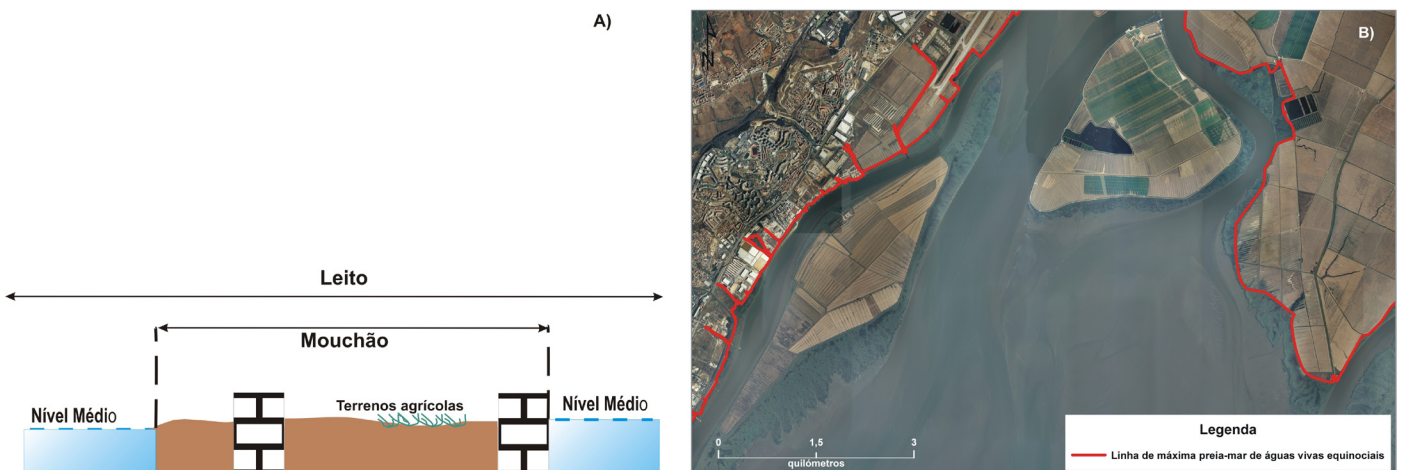 A)
Leito
Mouchão
Nível Médio
Terrenos agrícolas
Nível Médio
N
B)
0
1,5
3
quilómetros
Legenda
Linha de máxima preia-mar de águas vivas equinociais